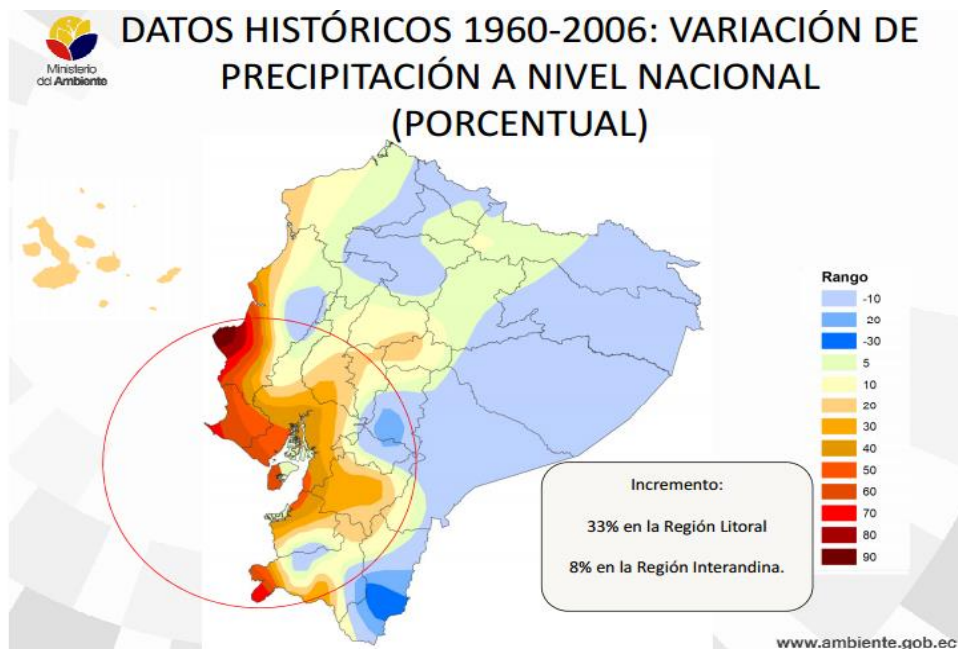 Ministerio
del Ambiente
DATOS HISTÓRICOS 1960-2006: VARIACIÓN DE
PRECIPITACIÓN A NIVEL NACIONAL
(PORCENTUAL)
Rango
-10
20
-30
5
10
20
30
40
50
60
70
80
90
Incremento:
33% en la Región Litoral
8% en la Región Interandina.
www.ambiente.gob.ec